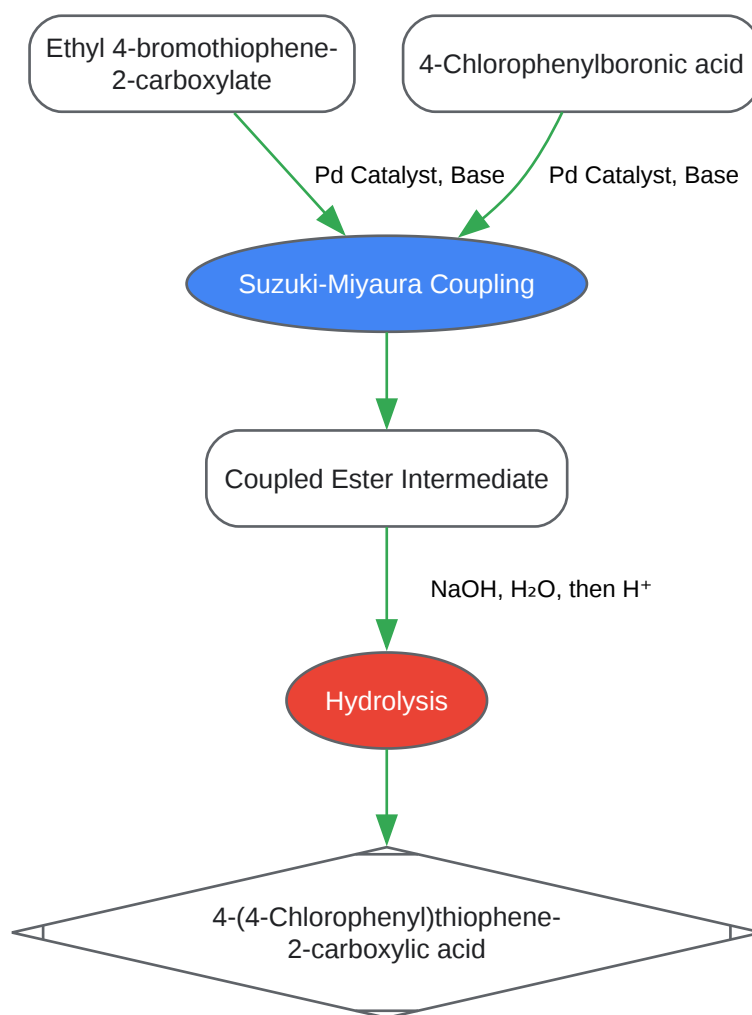 Ethyl 4-bromothiophene-
2-carboxylate
4-Chlorophenylboronic acid
Pd Catalyst, Base
Pd Catalyst, Base
Suzuki-Miyaura Coupling
Coupled Ester Intermediate
NaOH, H₂O, then H⁺
Hydrolysis
4-(4-Chlorophenyl)thiophene-
2-carboxylic acid